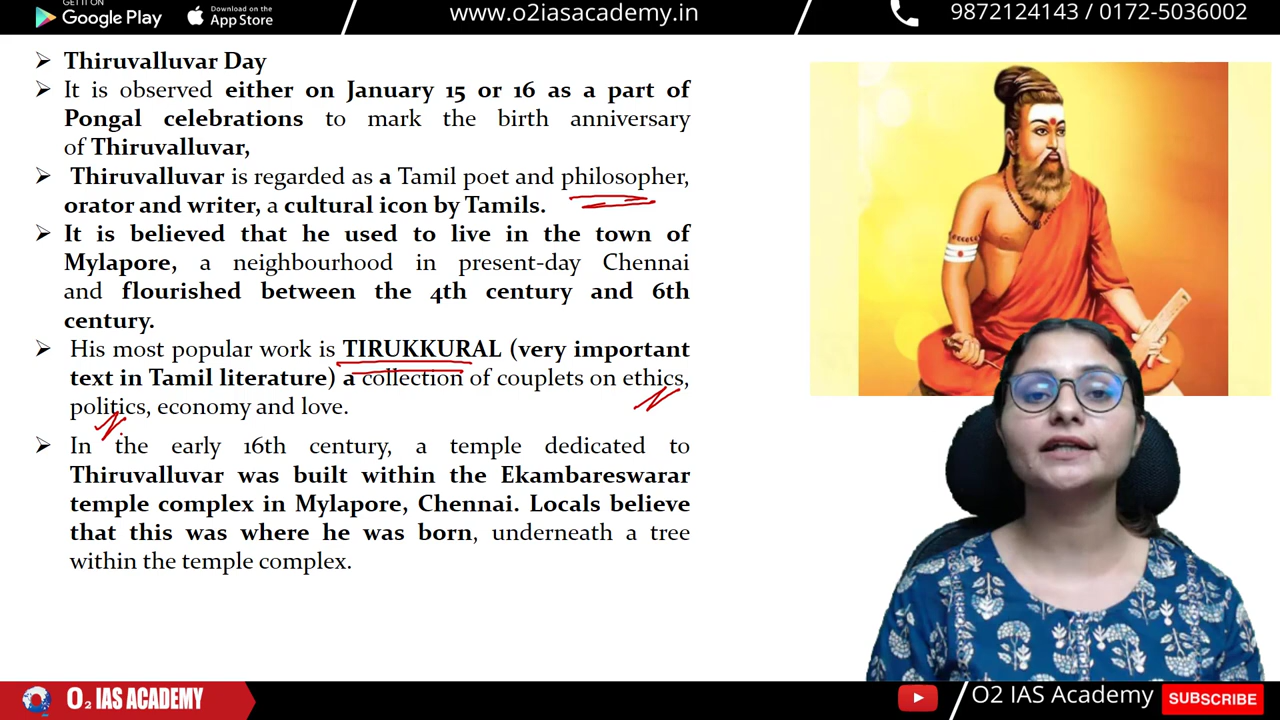 GET IT ON
Google Play
Download on the
App Store
www.o2iasacademy.in
9872124143 / 0172-5036002
➢ Thiruvalluvar Day
➢ It is observed either on January 15 or 16 as a part of
Pongal celebrations to mark the birth anniversary
of Thiruvalluvar,
➢ Thiruvalluvar is regarded as a Tamil poet and philosopher,
orator and writer, a cultural icon by Tamils.
➢ It is believed that he used to live in the town of
Mylapore, a neighbourhood in present-day Chennai
and flourished between the 4th century and 6th
century.
➢ His most popular work is TIRUKKURAL (very important
text in Tamil literature) a collection of couplets on ethics,
politics, economy and love.
➢ In the early 16th century, a temple dedicated to
Thiruvalluvar was built within the Ekambareswarar
temple complex in Mylapore, Chennai. Locals believe
that this was where he was born, underneath a tree
within the temple complex.
O2 IAS ACADEMY
O2 IAS Academy
SUBSCRIBE